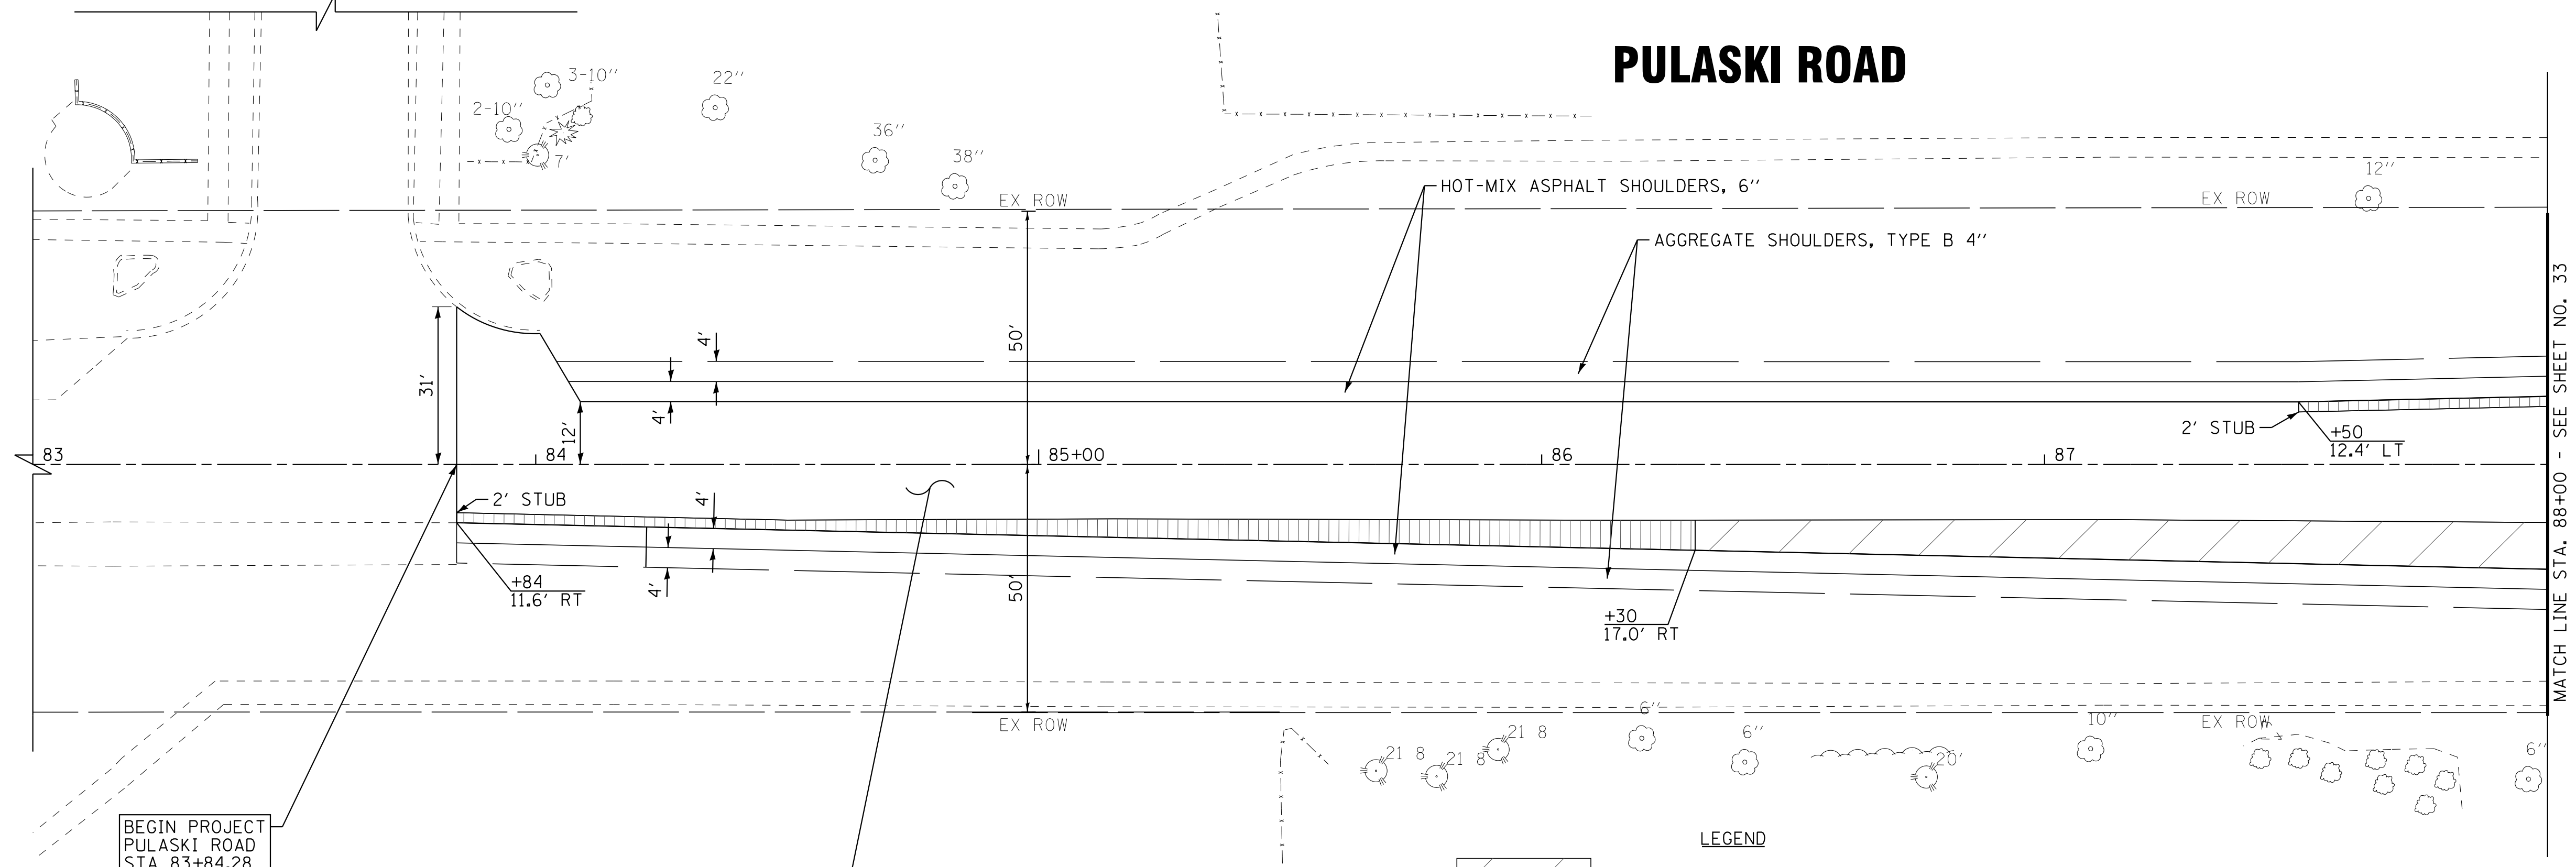 PULASKI ROAD
3-10''
22''
2-10''
7'
36''
38''
12''
EX ROW
EX ROW
HOT-MIX ASPHALT SHOULDERS, 6''
AGGREGATE SHOULDERS, TYPE B 4''
31'
12'
4'
4'
50'
2' STUB
+50
12.4' LT
83
84
85+00
86
87
2' STUB
4'
4'
50'
+84
11.6' RT
+30
17.0' RT
MATCH LINE STA. 88+00 - SEE SHEET NO. 33
EX ROW
EX ROW
21 8
21 8
21 8
6''
6''
20'
10''
6''
BEGIN PROJECT
PULASKI ROAD
STA 83+84.28
LEGEND